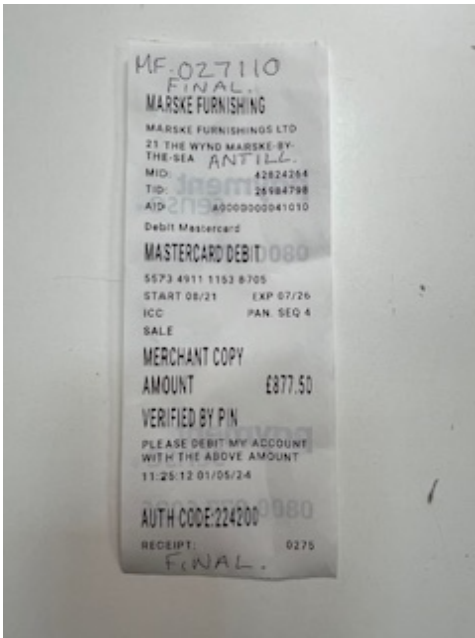 MF.027110
FINAL.
MARSKE FURNISHING
MARSKE FURNISHINGS LTD
21 THE WYND MARSKE-BY-
THE-SEA ANTILL.
MID: 42624264
TID: 26984798
AID: A0000000041010
Debit Mastercard
MASTERCARD DEBIT
5573 4911 1153 8705
START 08/21 EXP 07/26
ICC PAN. SEQ 4
SALE
MERCHANT COPY
AMOUNT £877.50
VERIFIED BY PIN
PLEASE DEBIT MY ACCOUNT
WITH THE ABOVE AMOUNT
11:25:12 01/05/24
AUTH CODE:224200
RECEIPT: 0275
FINAL.